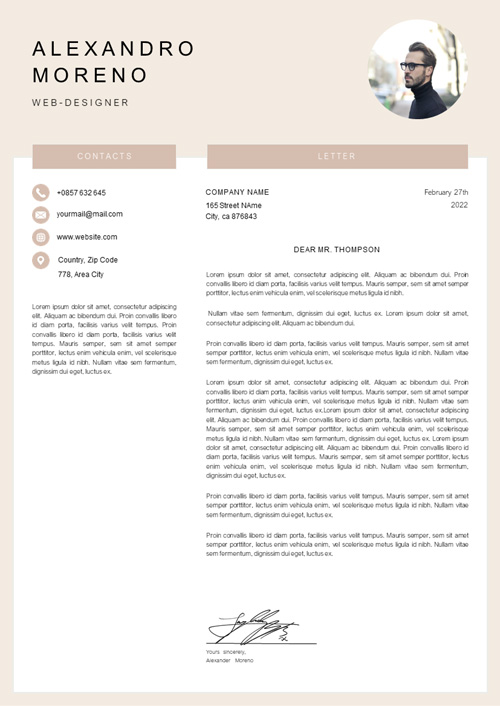 ALEXANDRO
MORENO
WEB-DESIGNER
CONTACTS
+0857 632 645
yourmail@mail.com
www.website.com
Country, Zip Code
778, Area City
Lorem ipsum dolor sit amet, consectetur adipiscing
elit. Aliquam ac bibendum dui. Proin convallis libero
id diam porta, facilisis varius velit tempus. Proin
convallis libero id diam porta, facilisis varius velit
tempus. Mauris semper, sem sit amet semper
porttitor, lectus enim vehicula enim, vel scelerisque
metus ligula id nibh. Nullam vitae sem fermentum,
dignissim dui eget, luctus ex.
LETTER
COMPANY NAME
165 Street NAme
City, ca 876843
February 27th
2022
DEAR MR. THOMPSON
Lorem ipsum dolor sit amet, consectetur adipiscing elit. Aliquam ac bibendum dui. Proin
convallis libero id diam porta, facilisis varius velit tempus. Mauris semper, sem sit amet semper
porttitor, lectus enim vehicula enim, vel scelerisque metus ligula id nibh.
Nullam vitae sem fermentum, dignissim dui eget, luctus ex. Lorem ipsum dolor sit amet,
consectetur adipiscing elit. Aliquam ac bibendum dui.
Proin convallis libero id diam porta, facilisis varius velit tempus. Mauris semper, sem sit amet
semper porttitor, lectus enim vehicula enim, vel scelerisque metus ligula id nibh. Nullam vitae
sem fermentum, dignissim dui eget, luctus ex.
Lorem ipsum dolor sit amet, consectetur adipiscing elit. Aliquam ac bibendum dui. Proin
convallis libero id diam porta, facilisis varius velit tempus. Mauris semper, sem sit amet semper
porttitor, lectus enim vehicula enim, vel scelerisque metus ligula id nibh. Nullam vitae sem
fermentum, dignissim dui eget, luctus ex.Lorem ipsum dolor sit amet, consectetur adipiscing
elit. Aliquam ac bibendum dui. Proin convallis libero id diam porta, facilisis varius velit tempus.
Mauris semper, sem sit amet semper porttitor, lectus enim vehicula enim, vel scelerisque metus
ligula id nibh. Nullam vitae sem fermentum, dignissim dui eget, luctus ex. Lorem ipsum
dolor sit amet, consectetur adipiscing elit. Aliquam ac bibendum dui. Proin convallis libero id
diam porta, facilisis varius velit tempus. Mauris semper, sem sit amet semper porttitor, lectus
enim vehicula enim, vel scelerisque metus ligula id nibh. Nullam vitae sem fermentum,
dignissim dui eget, luctus ex.
Proin convallis libero id diam porta, facilisis varius velit tempus. Mauris semper, sem sit amet
semper porttitor, lectus enim vehicula enim, vel scelerisque metus ligula id nibh. Nullam vitae
sem fermentum, dignissim dui eget, luctus ex.
Proin convallis libero id diam porta, facilisis varius velit tempus. Mauris semper, sem sit amet
semper porttitor, lectus enim vehicula enim, vel scelerisque metus ligula id nibh. Nullam vitae
sem fermentum, dignissim dui eget, luctus ex.
Yours sincerely,
Alexander Moreno